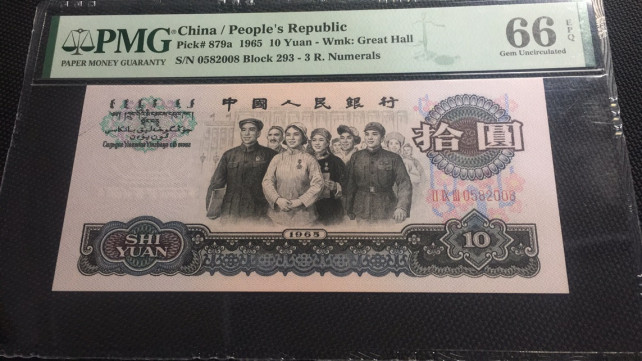 PMG
PAPER MONEY GUARANTY
China / People's Republic
Pick# 879a 1965 10 Yuan - Wmk: Great Hall
S/N 0582008 Block 293 - 3 R. Numerals
66 EPQ
Gem Uncirculated
中國人民銀行
拾圓
0582008
1965
SHI
YUAN
10